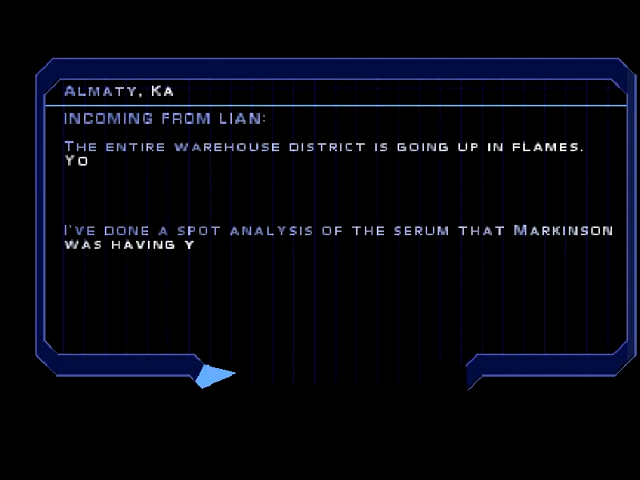 Almaty, Ka
INCOMING FROM LIAN:
The entire warehouse district is going up in flames.
Yo
I've done a spot analysis of the serum that Markinson
was having y